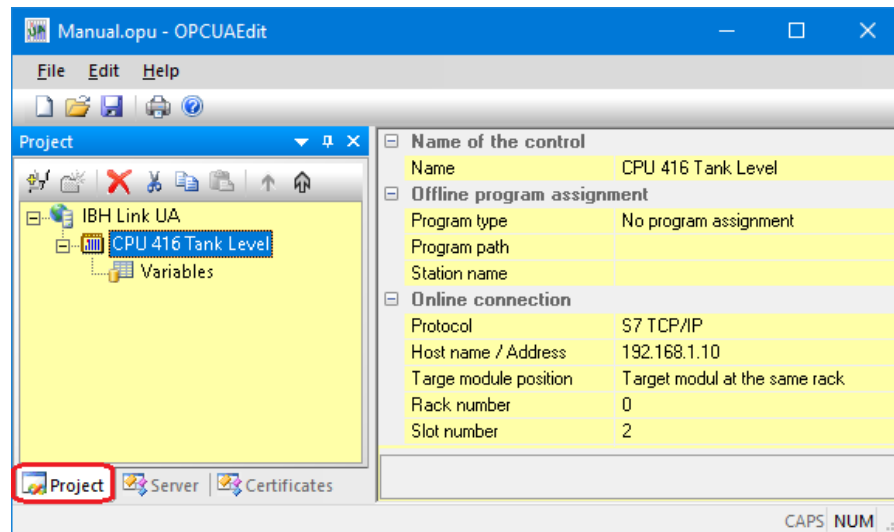 Manual.opu - OPCUAEdit
File Edit Help
Project
IBH Link UA
CPU 416 Tank Level
Variables
Project Server Certificates
Name of the control
Name CPU 416 Tank Level
Offline program assignment
Program type No program assignment
Program path
Station name
Online connection
Protocol S7 TCP/IP
Host name / Address 192.168.1.10
Targe module position Target modul at the same rack
Rack number 0
Slot number 2
CAPS NUM